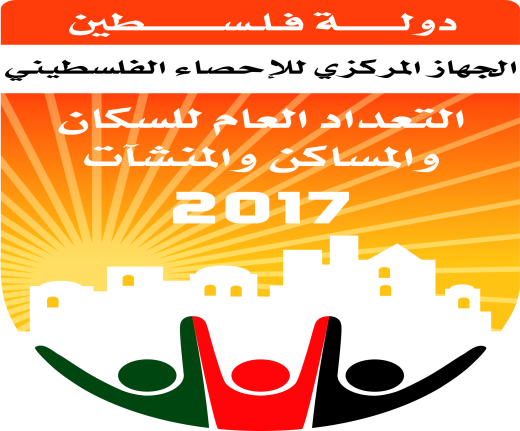 دولة فلسطين
الجهاز المركزي للإحصاء الفلسطيني
التعداد العام للسكان
والمساكن والمنشآت
2017